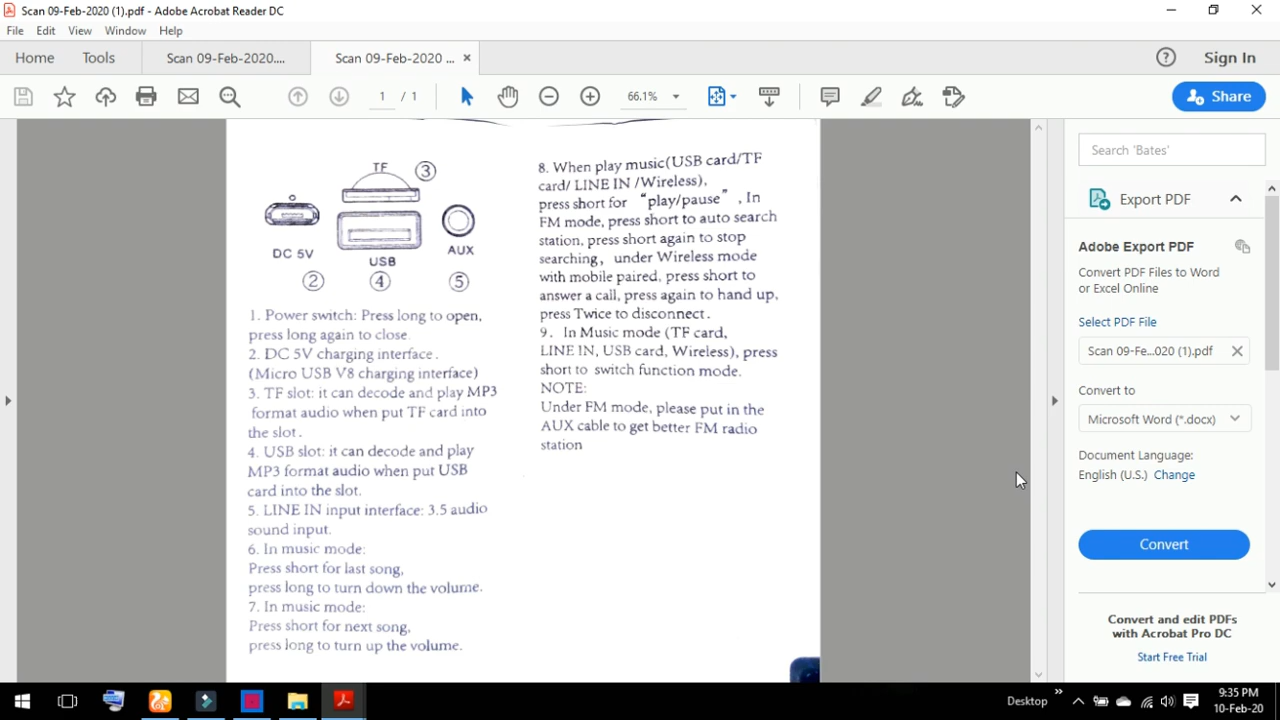 Scan 09-Feb-2020 (1).pdf - Adobe Acrobat Reader DC
File Edit View Window Help
Home Tools Scan 09-Feb-2020.... Scan 09-Feb-2020 ... Sign In
1 / 1 66.1% Share
TF ③
DC 5V USB AUX
② ④ ⑤
1. Power switch: Press long to open,
press long again to close.
2. DC 5V charging interface.
(Micro USB V8 charging interface)
3. TF slot: it can decode and play MP3
format audio when put TF card into
the slot.
4. USB slot: it can decode and play
MP3 format audio when put USB
card into the slot.
5. LINE IN input interface: 3.5 audio
sound input.
6. In music mode:
Press short for last song,
press long to turn down the volume.
7. In music mode:
Press short for next song,
press long to turn up the volume.
8. When play music(USB card/TF
card/ LINE IN /Wireless),
press short for "play/pause", In
FM mode, press short to auto search
station, press short again to stop
searching, under Wireless mode
with mobile paired, press short to
answer a call, press again to hand up,
press Twice to disconnect.
9. In Music mode (TF card,
LINE IN, USB card, Wireless), press
short to switch function mode.
NOTE:
Under FM mode, please put in the
AUX cable to get better FM radio
station
Search 'Bates'
Export PDF
Adobe Export PDF
Convert PDF Files to Word
or Excel Online
Select PDF File
Scan 09-Fe...020 (1).pdf
Convert to
Microsoft Word (*.docx)
Document Language:
English (U.S.) Change
Convert
Convert and edit PDFs
with Acrobat Pro DC
Start Free Trial
Desktop
9:35 PM
10-Feb-20